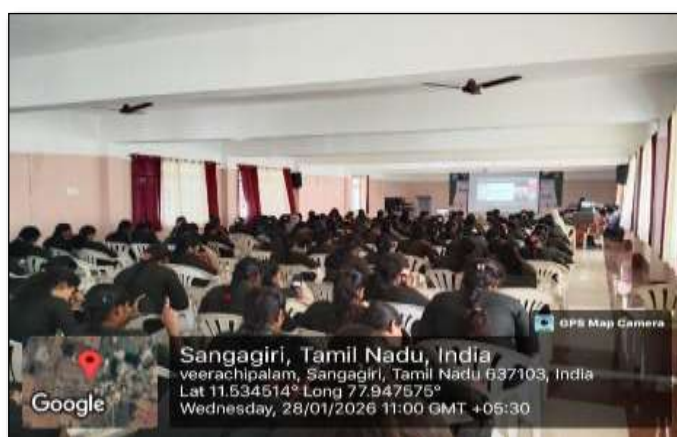 GPS Map Camera
Sangagiri, Tamil Nadu, India
veerachipalam, Sangagiri, Tamil Nadu 637103, India
Lat 11.534514° Long 77.947575°
Wednesday, 28/01/2026 11:00 GMT +05:30
Google